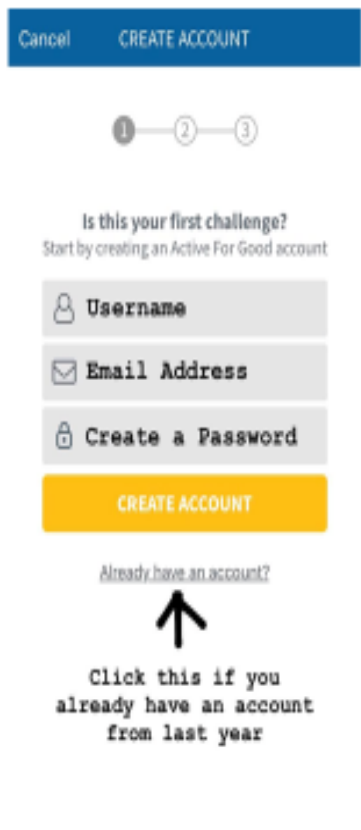 Cancel CREATE ACCOUNT
1 2 3
Is this your first challenge?
Start by creating an Active For Good account
Username
Email Address
Create a Password
CREATE ACCOUNT
Already have an account?
Click this if you
already have an account
from last year